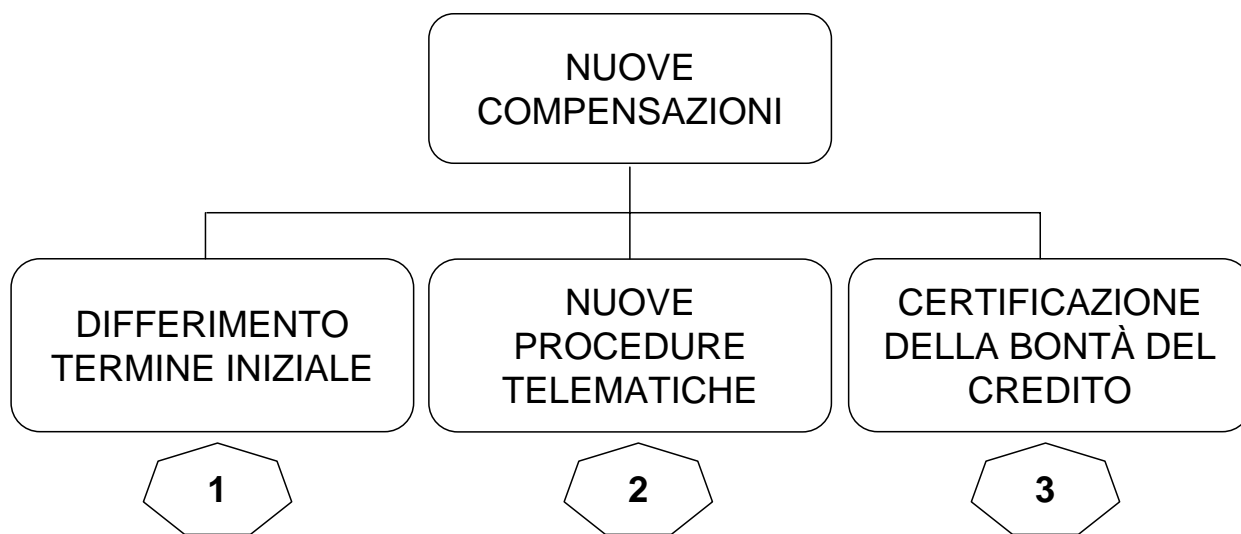 NUOVE
COMPENSAZIONI
DIFFERIMENTO
TERMINE INIZIALE
NUOVE
PROCEDURE
TELEMATICHE
CERTIFICAZIONE
DELLA BONTÀ DEL
CREDITO
1
2
3